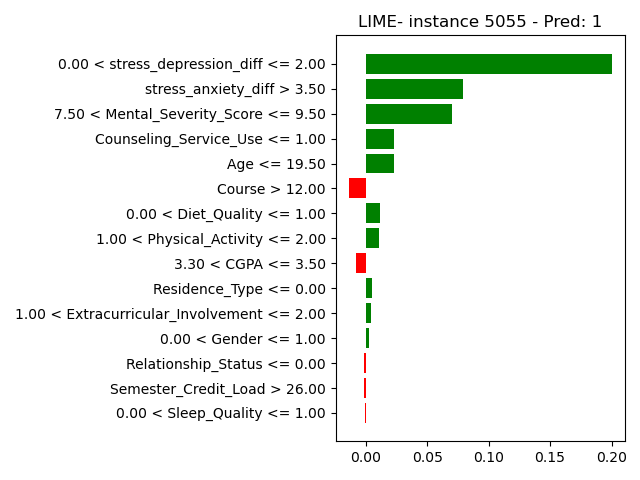 LIME- instance 5055 - Pred: 1
0.00 < stress_depression_diff <= 2.00
stress_anxiety_diff > 3.50
7.50 < Mental_Severity_Score <= 9.50
Counseling_Service_Use <= 1.00
Age <= 19.50
Course > 12.00
0.00 < Diet_Quality <= 1.00
1.00 < Physical_Activity <= 2.00
3.30 < CGPA <= 3.50
Residence_Type <= 0.00
1.00 < Extracurricular_Involvement <= 2.00
0.00 < Gender <= 1.00
Relationship_Status <= 0.00
Semester_Credit_Load > 26.00
0.00 < Sleep_Quality <= 1.00
0.00 0.05 0.10 0.15 0.20